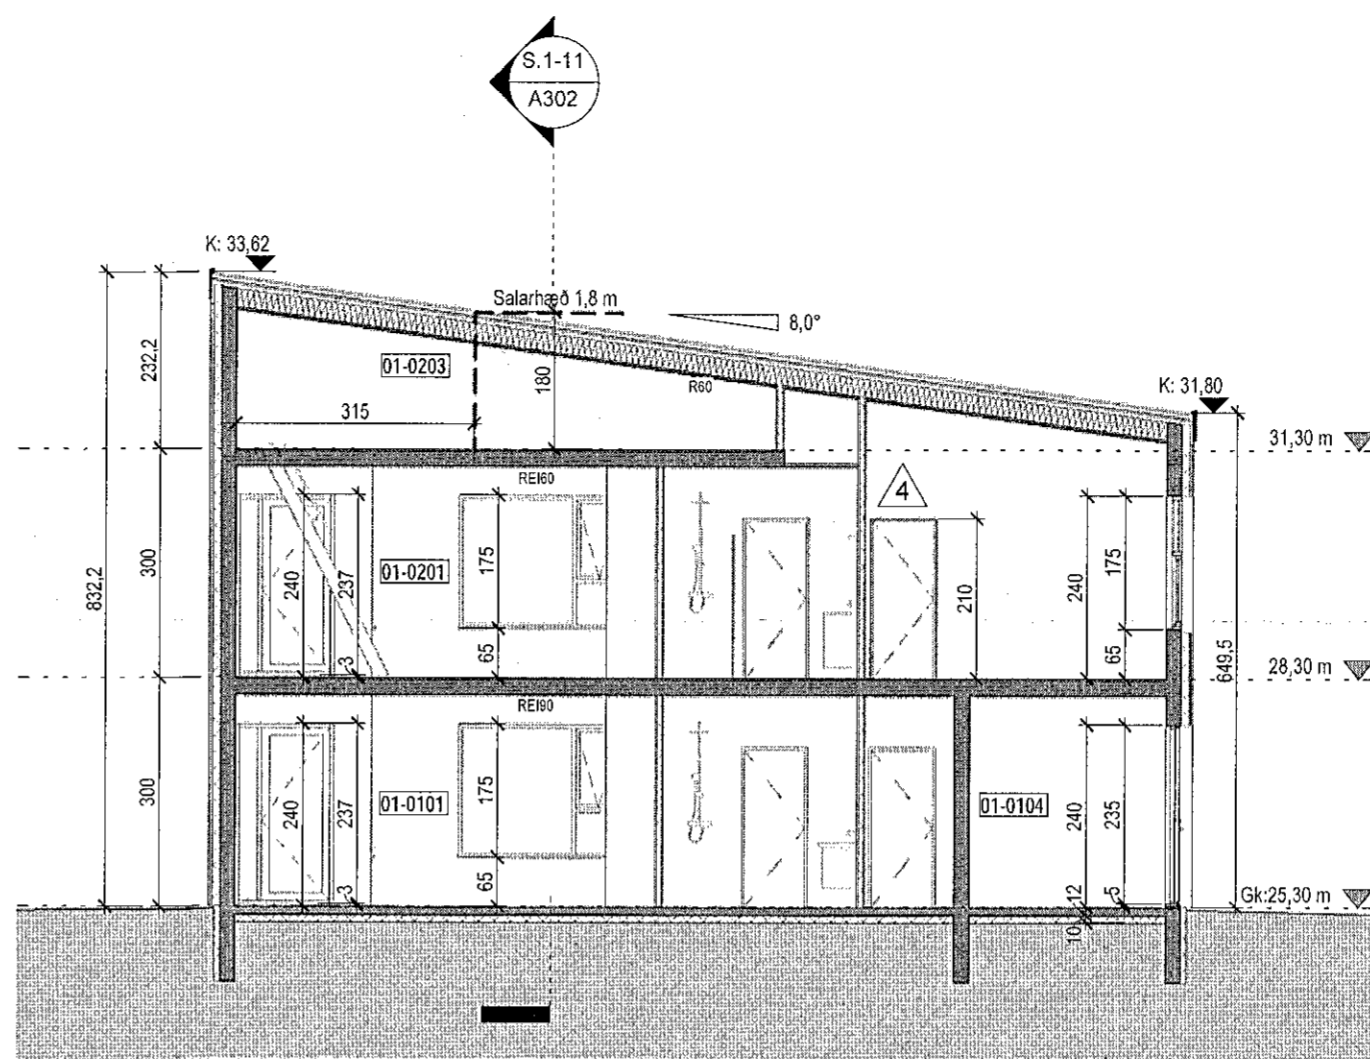 S.1-11
A302
K: 33,62
Salarhæð 1,8 m
8,0°
232,2
01-0203
180
R60
K: 31,80
315
31,30 m
REI60
4
300
240
237
01-0201
175
210
240
175
832,2
3
65
65
649,5
28,30 m
REI90
300
240
237
01-0101
175
01-0104
240
235
3
65
12
5
Gk:25,30 m
10